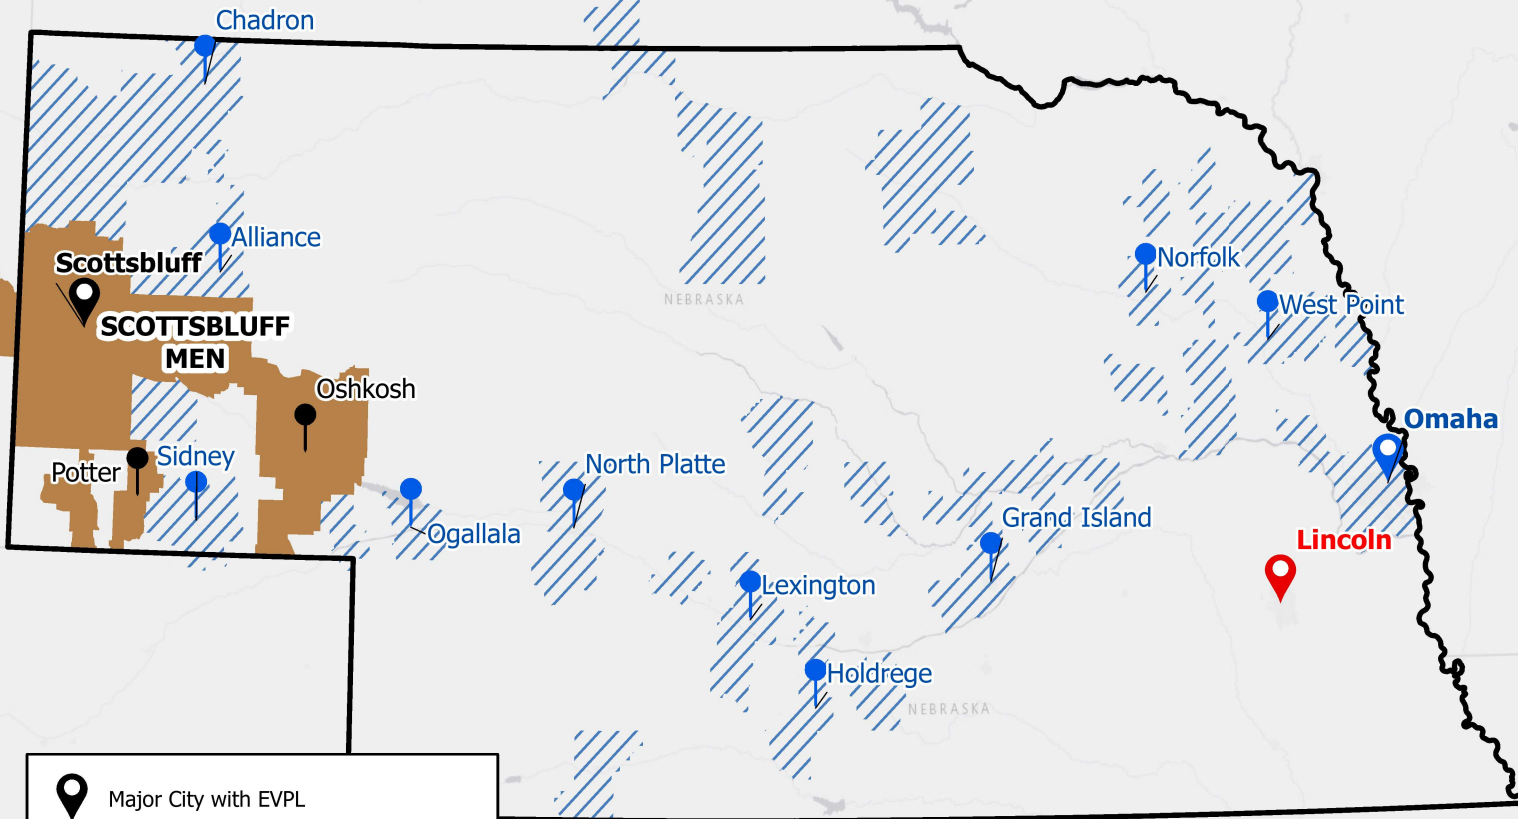 Chadron
Alliance
Scottsbluff
SCOTTSBLUFF
MEN
NEBRASKA
Norfolk
West Point
Oshkosh
Omaha
Potter
Sidney
North Platte
Ogallala
Grand Island
Lincoln
Lexington
Holdrege
NEBRASKA
Major City with EVPL